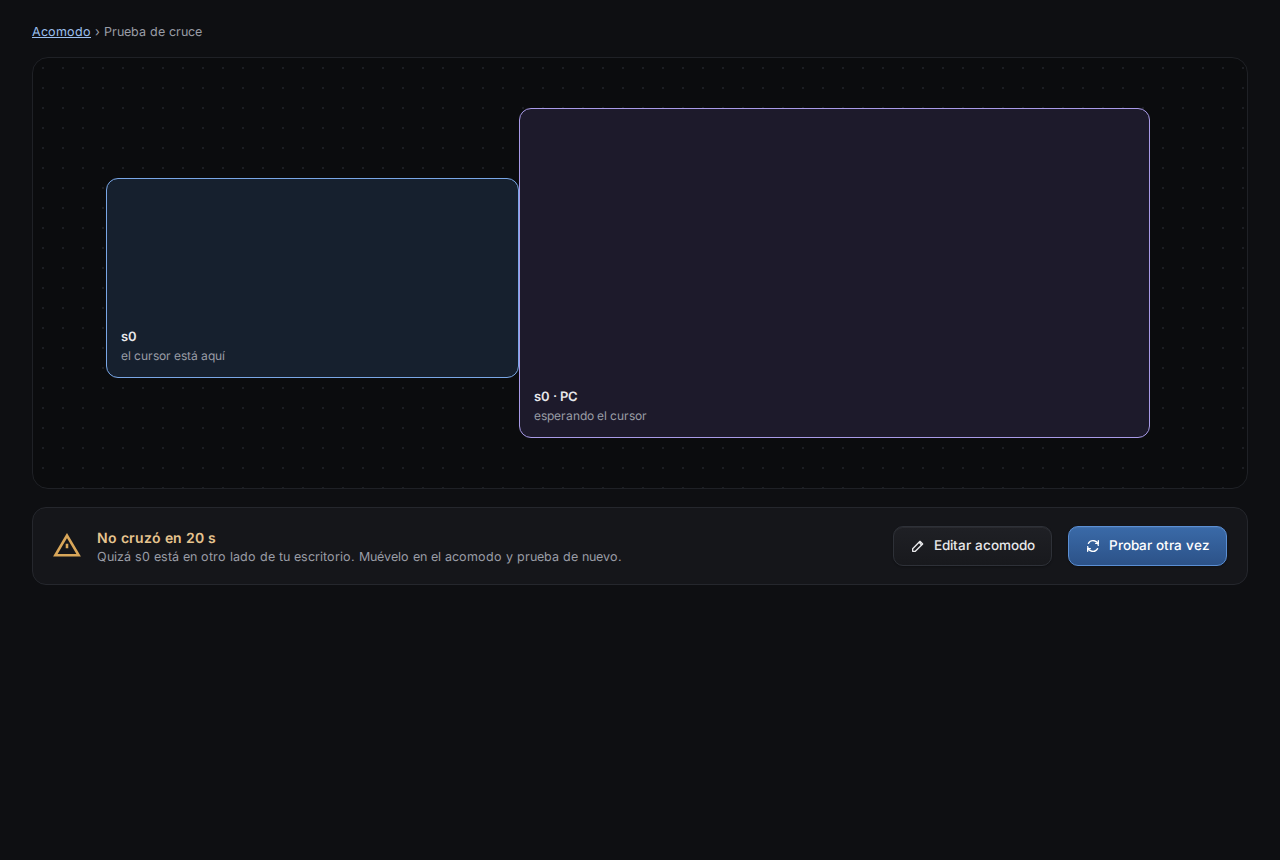 Acomodo › Prueba de cruce
s0
el cursor está aquí
s0 · PC
esperando el cursor
No cruzó en 20 s
Quizá s0 está en otro lado de tu escritorio. Muévelo en el acomodo y prueba de nuevo.
Editar acomodo
Probar otra vez